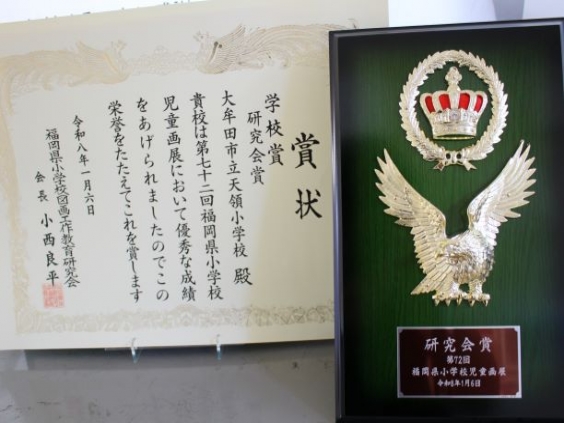 賞状
学校賞
研究会賞
大牟田市立天領小学校 殿
貴校は第七十二回福岡県小学校
児童画展において優秀な成績
をあげられましたのでこの
栄誉をたたえてこれを賞します
令和八年一月六日
福岡県小学校図画工作教育研究会
会長 小西良平
研究会賞
第72回
福岡県小学校児童画展
令和8年1月6日